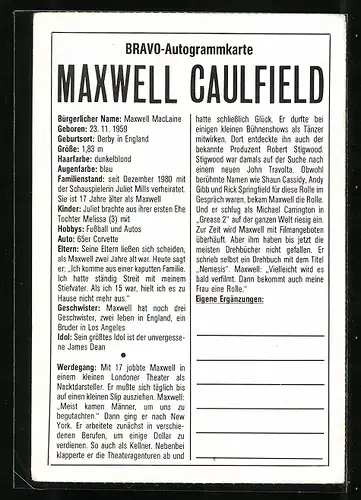 BRAVO-Autogrammkarte
MAXWELL CAULFIELD
Bürgerlicher Name: Maxwell MacLaine
Geboren: 23. 11. 1959
Geburtsort: Derby in England
Größe: 1,83 m
Haarfarbe: dunkelblond
Augenfarbe: blau
Familienstand: seit Dezember 1980 mit
der Schauspielerin Juliet Mills verheiratet.
Sie ist 17 Jahre älter als Maxwell
Kinder: Juliet brachte aus ihrer ersten Ehe
Tochter Melissa (3) mit
Hobbys: Fußball und Autos
Auto: 65er Corvette
Eltern: Seine Eltern ließen sich scheiden,
als Maxwell zwei Jahre alt war. Heute sagt
er: „Ich komme aus einer kaputten Familie.
Ich hatte ständig Streit mit meinem
Stiefvater. Als ich 15 war, hielt ich es zu
Hause nicht mehr aus."
Geschwister: Maxwell hat noch drei
Geschwister, zwei leben in England, ein
Bruder in Los Angeles
Idol: Sein größtes Idol ist der unvergesse-
ne James Dean
Werdegang: Mit 17 jobbte Maxwell in
einem kleinen Londoner Theater als
Nacktdarsteller. Er mußte sich täglich bis
auf einen kleinen Slip ausziehen. Maxwell:
„Meist kamen Männer, um uns zu
begutachten." Dann ging er nach New
York. Er arbeitete zunächst in verschie-
denen Berufen, um einige Dollar zu
verdienen. So auch als Kellner. Nebenbei
klapperte er die Theateragenturen ab und
hatte schließlich Glück. Er durfte bei
einigen kleinen Bühnenshows als Tänzer
mitwirken. Dort entdeckte ihn auch der
bekannte Produzent Robert Stigwood.
Stigwood war damals auf der Suche nach
einem neuen John Travolta. Obwohl
berühmte Namen wie Shaun Cassidy, Andy
Gibb und Rick Springfield für diese Rolle im
Gespräch waren, bekam Maxwell die Rolle.
Und er schlug als Michael Carrington in
„Grease 2" auf der ganzen Welt riesig ein.
Zur Zeit wird Maxwell mit Filmangeboten
überhäuft. Aber ihm haben bis jetzt die
meisten Drehbücher nicht gefallen. Er
schrieb selbst ein Drehbuch mit dem Titel
„Nemesis". Maxwell: „Vielleicht wird es
bald verfilmt. Dann bekommt auch meine
Frau eine Rolle."
Eigene Ergänzungen: